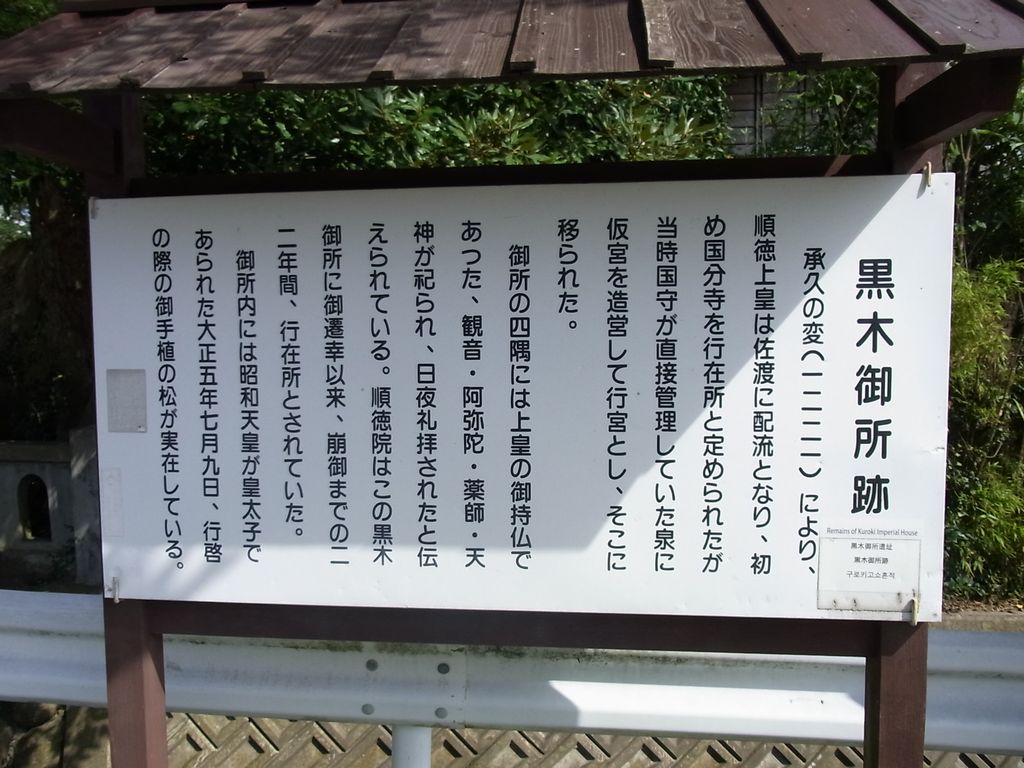 黒木御所跡
承久の変(一二二二)により、
順徳上皇は佐渡に配流となり、初
め国分寺を行在所と定められたが
当時国守が直接管理していた泉に
仮宮を造営して行宮とし、そこに
移られた。
御所の四隅には上皇の御持仏で
あつた、観音・阿弥陀・薬師・天
神が祀られ、日夜礼拝されたと伝
えられている。順徳院はこの黒木
御所に御遷幸以来、崩御までの二
二年間、行在所とされていた。
御所内には昭和天皇が皇太子で
あられた大正五年七月九日、行啓
の際の御手植の松が実在している。
Remains of Kuroki Imperial House
黒木御所遗址
黒木御所跡
구로키고쇼흔적